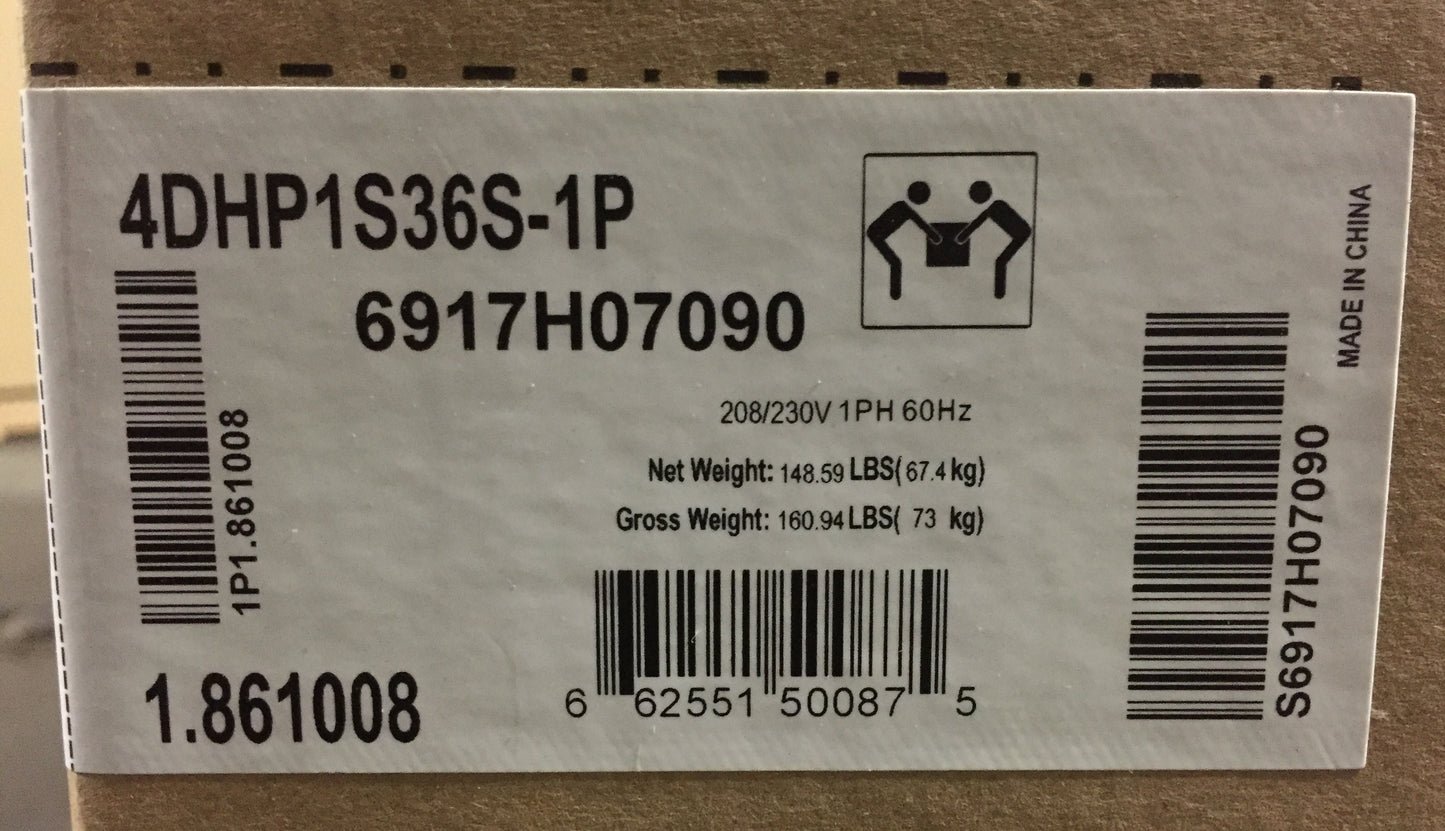 4DHP1S36S-1P
6917H07090
MADE IN CHINA
208/230V 1PH 60Hz
Net Weight: 148.59 LBS( 67.4 kg)
Gross Weight: 160.94 LBS( 73 kg)
1P1.861008
S6917H07090
1.861008
6 62551 50087 5